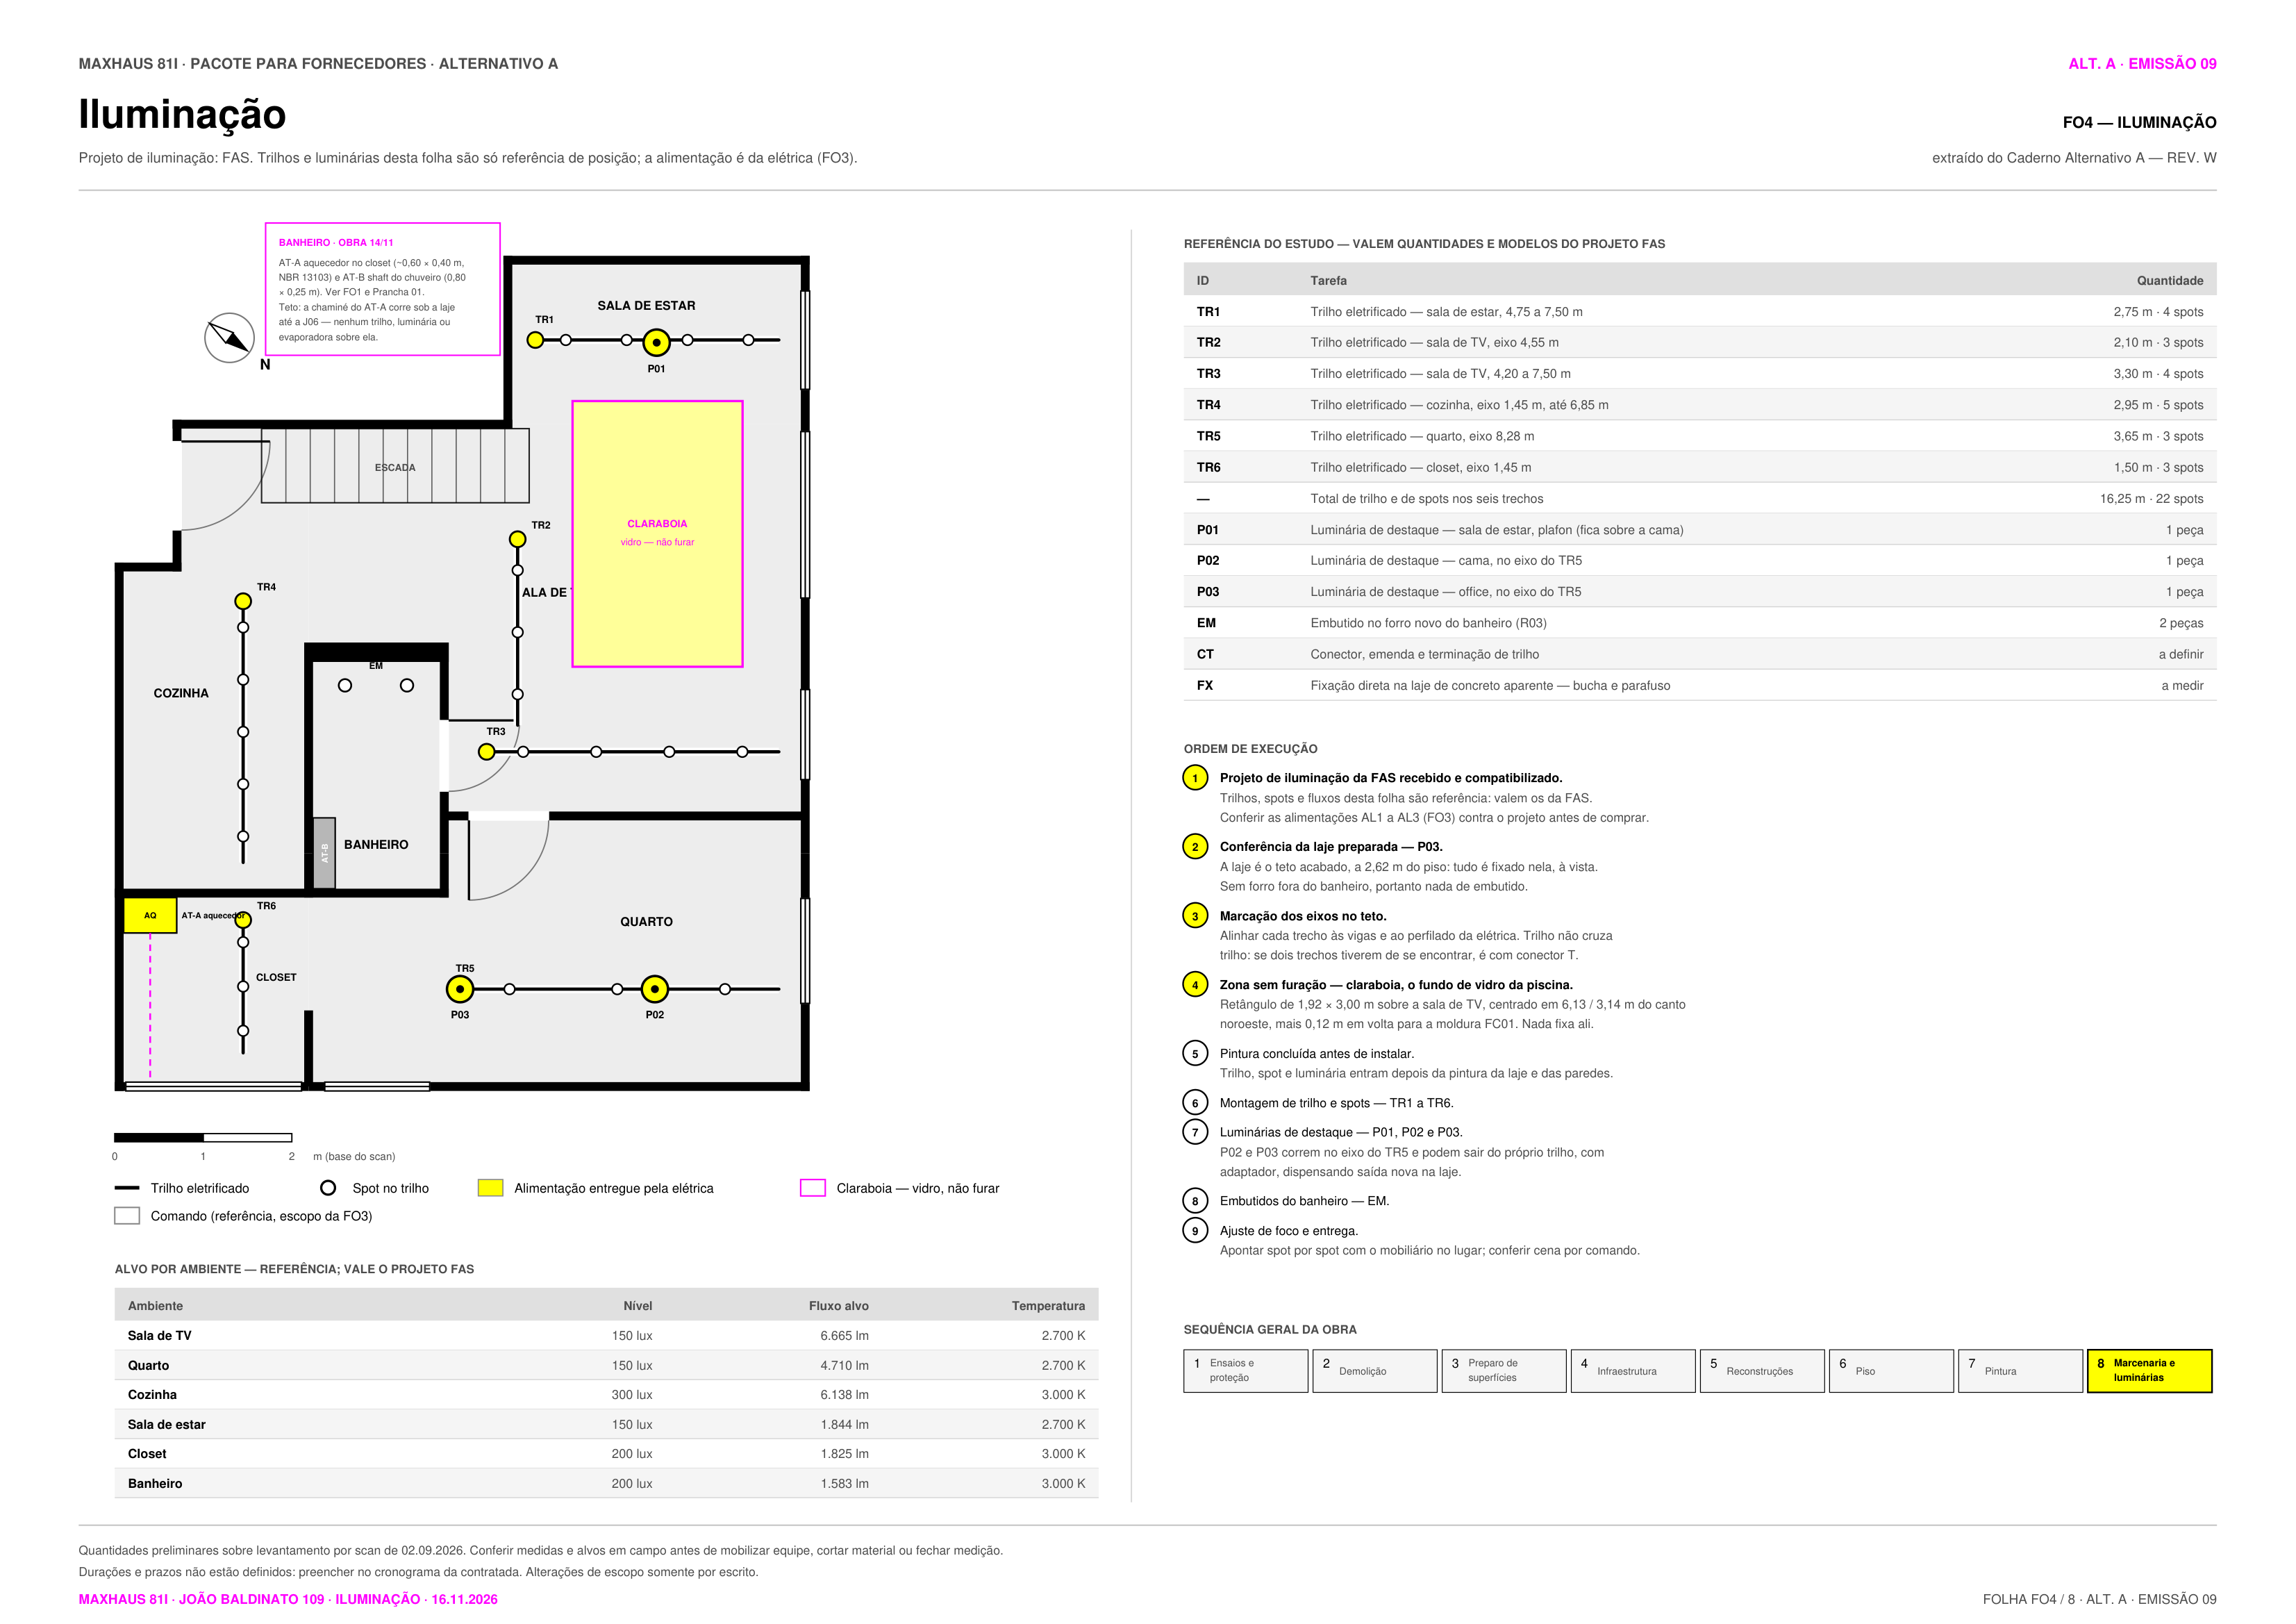 MAXHAUS 81I · PACOTE PARA FORNECEDORES · ALTERNATIVO A
ALT. A · EMISSÃO 09
Iluminação
FO4 — ILUMINAÇÃO
Projeto de iluminação: FAS. Trilhos e luminárias desta folha são só referência de posição; a alimentação é da elétrica (FO3).
extraído do Caderno Alternativo A — REV. W
BANHEIRO · OBRA 14/11
AT-A aquecedor no closet (~0,60 × 0,40 m,
NBR 13103) e AT-B shaft do chuveiro (0,80
× 0,25 m). Ver FO1 e Prancha 01.
Teto: a chaminé do AT-A corre sob a laje
até a J06 — nenhum trilho, luminária ou
evaporadora sobre ela.
N
SALA DE ESTAR
TR1
P01
ESCADA
CLARABOIA
vidro — não furar
TR2
ALA DE
TR4
EM
COZINHA
TR3
AT-B
BANHEIRO
AQ
AT-A aquecedor
TR6
QUARTO
CLOSET
TR5
P03
P02
0
1
2
m (base do scan)
Trilho eletrificado
Spot no trilho
Alimentação entregue pela elétrica
Claraboia — vidro, não furar
Comando (referência, escopo da FO3)
ALVO POR AMBIENTE — REFERÊNCIA; VALE O PROJETO FAS
Ambiente Nível Fluxo alvo Temperatura
Sala de TV 150 lux 6.665 lm 2.700 K
Quarto 150 lux 4.710 lm 2.700 K
Cozinha 300 lux 6.138 lm 3.000 K
Sala de estar 150 lux 1.844 lm 2.700 K
Closet 200 lux 1.825 lm 3.000 K
Banheiro 200 lux 1.583 lm 3.000 K
REFERÊNCIA DO ESTUDO — VALEM QUANTIDADES E MODELOS DO PROJETO FAS
ID Tarefa Quantidade
TR1 Trilho eletrificado — sala de estar, 4,75 a 7,50 m 2,75 m · 4 spots
TR2 Trilho eletrificado — sala de TV, eixo 4,55 m 2,10 m · 3 spots
TR3 Trilho eletrificado — sala de TV, 4,20 a 7,50 m 3,30 m · 4 spots
TR4 Trilho eletrificado — cozinha, eixo 1,45 m, até 6,85 m 2,95 m · 5 spots
TR5 Trilho eletrificado — quarto, eixo 8,28 m 3,65 m · 3 spots
TR6 Trilho eletrificado — closet, eixo 1,45 m 1,50 m · 3 spots
— Total de trilho e de spots nos seis trechos 16,25 m · 22 spots
P01 Luminária de destaque — sala de estar, plafon (fica sobre a cama) 1 peça
P02 Luminária de destaque — cama, no eixo do TR5 1 peça
P03 Luminária de destaque — office, no eixo do TR5 1 peça
EM Embutido no forro novo do banheiro (R03) 2 peças
CT Conector, emenda e terminação de trilho a definir
FX Fixação direta na laje de concreto aparente — bucha e parafuso a medir
ORDEM DE EXECUÇÃO
1 Projeto de iluminação da FAS recebido e compatibilizado.
Trilhos, spots e fluxos desta folha são referência: valem os da FAS.
Conferir as alimentações AL1 a AL3 (FO3) contra o projeto antes de comprar.
2 Conferência da laje preparada — P03.
A laje é o teto acabado, a 2,62 m do piso: tudo é fixado nela, à vista.
Sem forro fora do banheiro, portanto nada de embutido.
3 Marcação dos eixos no teto.
Alinhar cada trecho às vigas e ao perfilado da elétrica. Trilho não cruza
trilho: se dois trechos tiverem de se encontrar, é com conector T.
4 Zona sem furação — claraboia, o fundo de vidro da piscina.
Retângulo de 1,92 × 3,00 m sobre a sala de TV, centrado em 6,13 / 3,14 m do canto
noroeste, mais 0,12 m em volta para a moldura FC01. Nada fixa ali.
5 Pintura concluída antes de instalar.
Trilho, spot e luminária entram depois da pintura da laje e das paredes.
6 Montagem de trilho e spots — TR1 a TR6.
7 Luminárias de destaque — P01, P02 e P03.
P02 e P03 correm no eixo do TR5 e podem sair do próprio trilho, com
adaptador, dispensando saída nova na laje.
8 Embutidos do banheiro — EM.
9 Ajuste de foco e entrega.
Apontar spot por spot com o mobiliário no lugar; conferir cena por comando.
SEQUÊNCIA GERAL DA OBRA
1 Ensaios e
proteção
2 Demolição
3 Preparo de
superfícies
4 Infraestrutura
5 Reconstruções
6 Piso
7 Pintura
8 Marcenaria e
luminárias
Quantidades preliminares sobre levantamento por scan de 02.09.2026. Conferir medidas e alvos em campo antes de mobilizar equipe, cortar material ou fechar medição.
Durações e prazos não estão definidos: preencher no cronograma da contratada. Alterações de escopo somente por escrito.
MAXHAUS 81I · JOÃO BALDINATO 109 · ILUMINAÇÃO · 16.11.2026
FOLHA FO4 / 8 · ALT. A · EMISSÃO 09